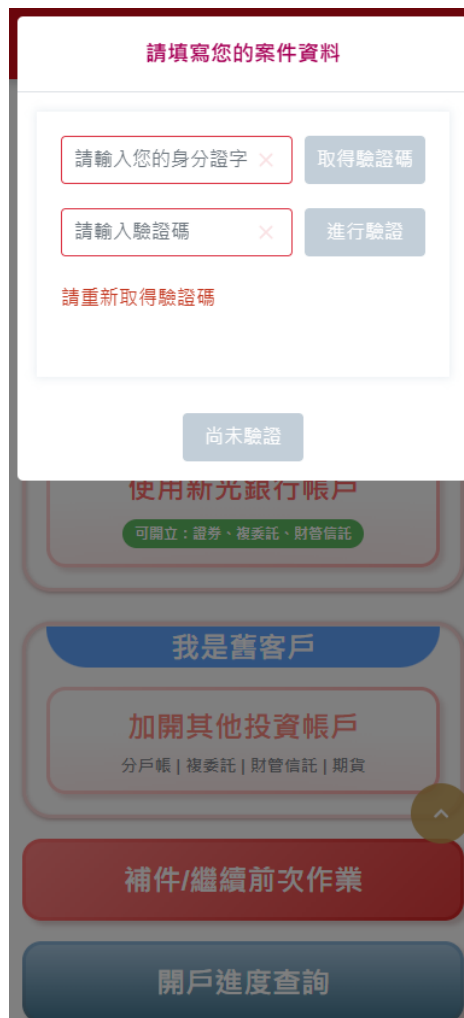 請填寫您的案件資料
請輸入您的身分證字
取得驗證碼
請輸入驗證碼
進行驗證
請重新取得驗證碼
尚未驗證
使用新光銀行帳戶
可開立：證券、複委託、財管信託
我是舊客戶
加開其他投資帳戶
分戶帳 | 複委託 | 財管信託 | 期貨
補件/繼續前次作業
開戶進度查詢